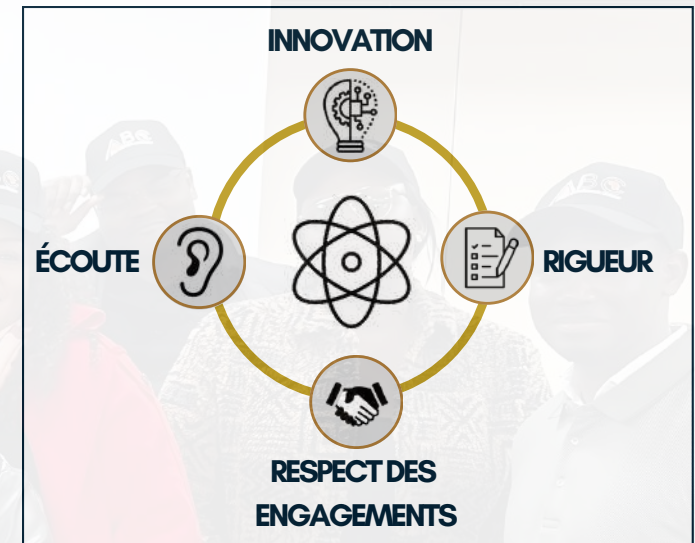 INNOVATION
ÉCOUTE
RIGUEUR
RESPECT DES
ENGAGEMENTS